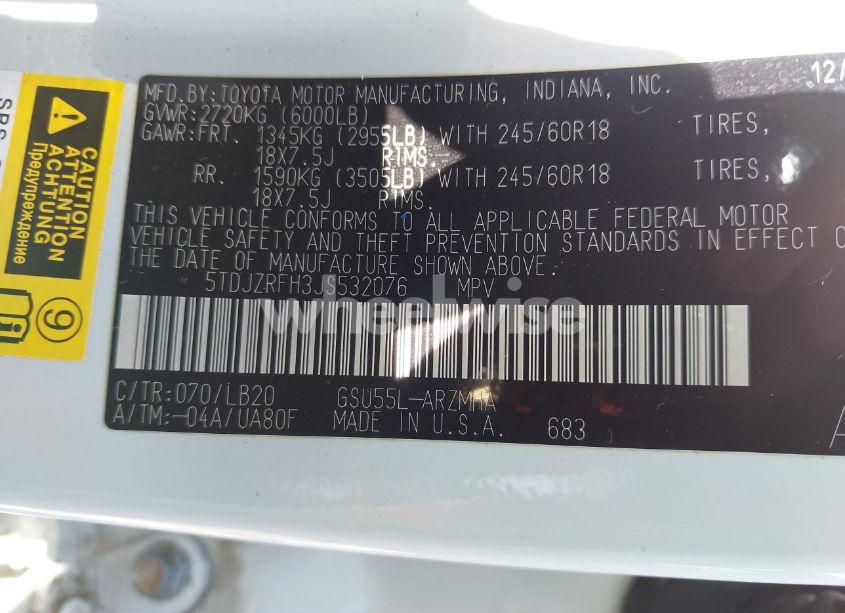 MFD.BY:TOYOTA MOTOR MANUFACTURING, INDIANA, INC. 12/
GVWR:2720KG (6000LB)
GAWR:FRT. 1345KG (2955LB) WITH 245/60R18 TIRES,
18X7.5J RIMS.
RR. 1590KG (3505LB) WITH 245/60R18 TIRES,
18X7.5J RIMS.
THIS VEHICLE CONFORMS TO ALL APPLICABLE FEDERAL MOTOR
VEHICLE SAFETY AND THEFT PREVENTION STANDARDS IN EFFECT O
THE DATE OF MANUFACTURE SHOWN ABOVE.
5TDJZRFH3JS532076 MPV
wheelwise
C/TR:070/LB20 GSU55L-ARZMHA
A/TM:-04A/UA80F MADE IN U.S.A. 683
A
CAUTION
ATTENTION
ACHTUNG
Предупреждение
9
SRS